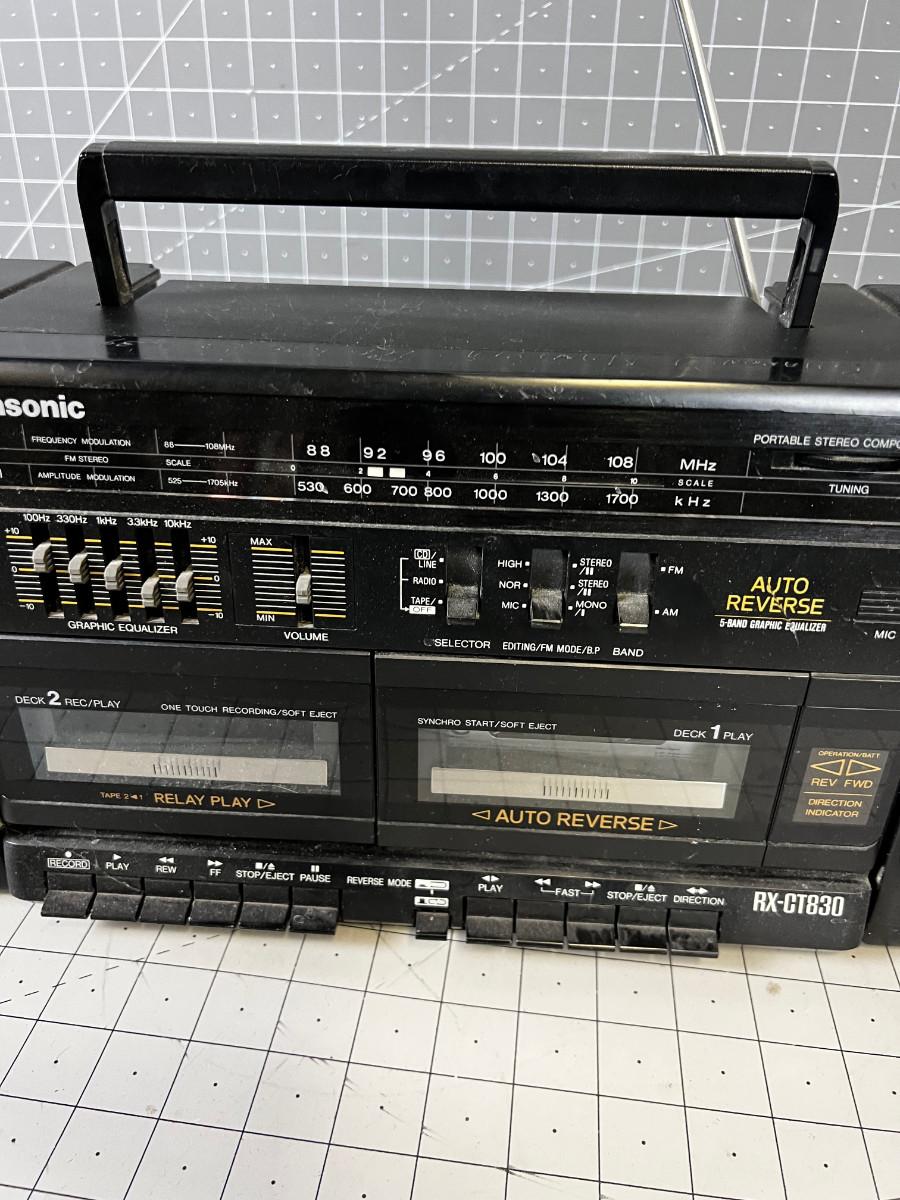 asonic
FREQUENCY MODULATION 88 108MHz
FM STEREO SCALE
AMPLITUDE MODULATION 525 1705kHz
88 92 96 100 104 108 MHz
0 2 4 6 8 10 SCALE
530 600 700 800 1000 1300 1700 kHz
PORTABLE STEREO COMPO
TUNING
100Hz 330Hz 1kHz 3.3kHz 10kHz
+10 +10
0 0
-10 -10
GRAPHIC EQUALIZER
MAX
MIN
VOLUME
CD/
LINE
RADIO
TAPE/
OFF
SELECTOR
HIGH STEREO
/II
NOR STEREO
/II
MIC MONO
/I
EDITING/FM MODE/B.P
FM
AM
BAND
AUTO
REVERSE
5-BAND GRAPHIC EQUALIZER
MIC
DECK 2 REC/PLAY
ONE TOUCH RECORDING/SOFT EJECT
TAPE 2◀1 RELAY PLAY ▷
SYNCHRO START/SOFT EJECT
DECK 1 PLAY
◁ AUTO REVERSE ▷
OPERATION/BATT
◁▷
REV FWD
DIRECTION
INDICATOR
RECORD PLAY REW FF STOP/EJECT PAUSE
REVERSE MODE
PLAY FAST STOP/EJECT DIRECTION
RX-CT830